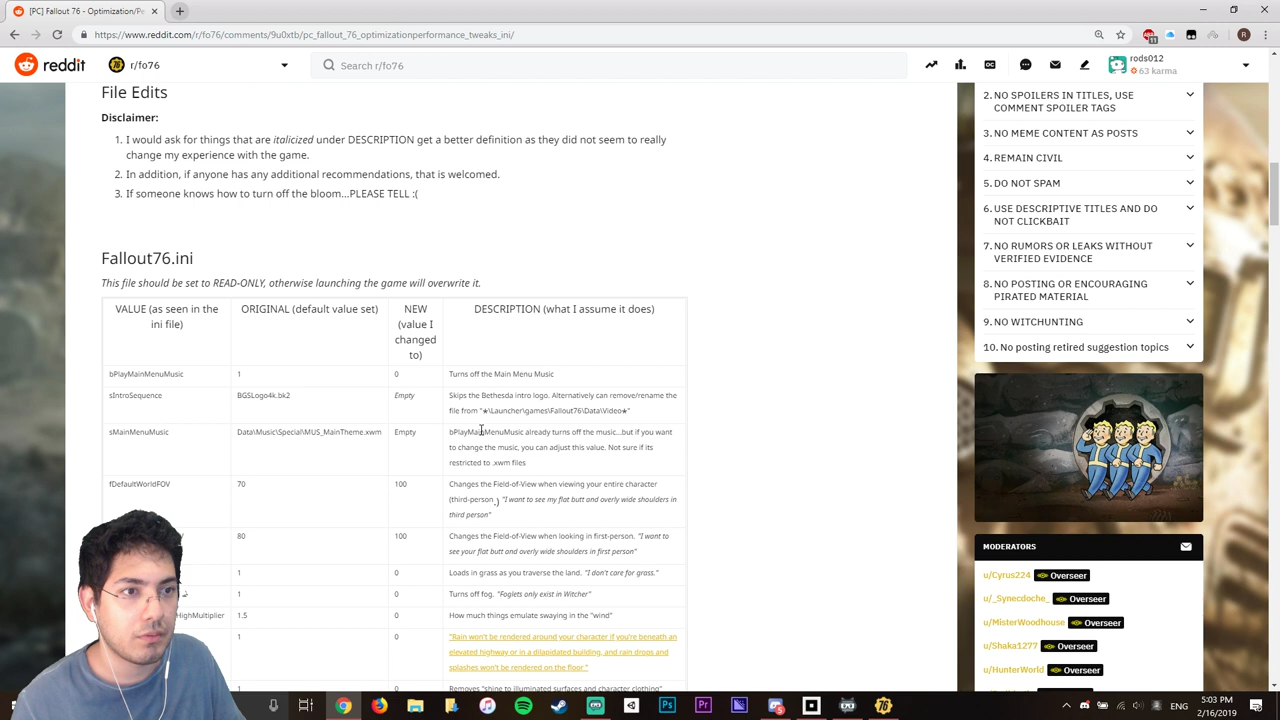 [PC] Fallout 76 - Optimization/Pe
https://www.reddit.com/r/fo76/comments/9u0xtb/pc_fallout_76_optimizationperformance_tweaks_ini/
reddit
r/fo76
Search r/fo76
rods012
63 karma
File Edits
Disclaimer:
1. I would ask for things that are italicized under DESCRIPTION get a better definition as they did not seem to really
change my experience with the game.
2. In addition, if anyone has any additional recommendations, that is welcomed.
3. If someone knows how to turn off the bloom...PLEASE TELL :(
Fallout76.ini
This file should be set to READ-ONLY, otherwise launching the game will overwrite it.
VALUE (as seen in the
ini file)
ORIGINAL (default value set)
NEW
(value I
changed
to)
DESCRIPTION (what I assume it does)
bPlayMainMenuMusic
1
0
Turns off the Main Menu Music
sIntroSequence
BGSLogo4k.bk2
Empty
Skips the Bethesda intro logo. Alternatively can remove/rename the
file from "★\Launcher\games\Fallout76\Data\Video★"
sMainMenuMusic
Data\Music\Special\MUS_MainTheme.xwm
Empty
bPlayMainMenuMusic already turns off the music...but if you want
to change the music, you can adjust this value. Not sure if its
restricted to .xwm files
fDefaultWorldFOV
70
100
Changes the Field-of-View when viewing your entire character
(third-person.) "I want to see my flat butt and overly wide shoulders in
third person"
80
100
Changes the Field-of-View when looking in first-person. "I want to
see your flat butt and overly wide shoulders in first person"
1
0
Loads in grass as you traverse the land. "I don't care for grass."
1
0
Turns off fog. "Foglets only exist in Witcher"
HighMultiplier
1.5
0
How much things emulate swaying in the "wind"
1
0
"Rain won't be rendered around your character if you're beneath an
elevated highway or in a dilapidated building, and rain drops and
splashes won't be rendered on the floor "
1
0
Removes "shine to illuminated surfaces and character clothing"
2. NO SPOILERS IN TITLES, USE
COMMENT SPOILER TAGS
3. NO MEME CONTENT AS POSTS
4. REMAIN CIVIL
5. DO NOT SPAM
6. USE DESCRIPTIVE TITLES AND DO
NOT CLICKBAIT
7. NO RUMORS OR LEAKS WITHOUT
VERIFIED EVIDENCE
8. NO POSTING OR ENCOURAGING
PIRATED MATERIAL
9. NO WITCHUNTING
10. No posting retired suggestion topics
MODERATORS
u/Cyrus224 Overseer
u/_Synecdoche_ Overseer
u/MisterWoodhouse Overseer
u/Shaka1277 Overseer
u/HunterWorld Overseer
ENG
5:03 PM
2/16/2019